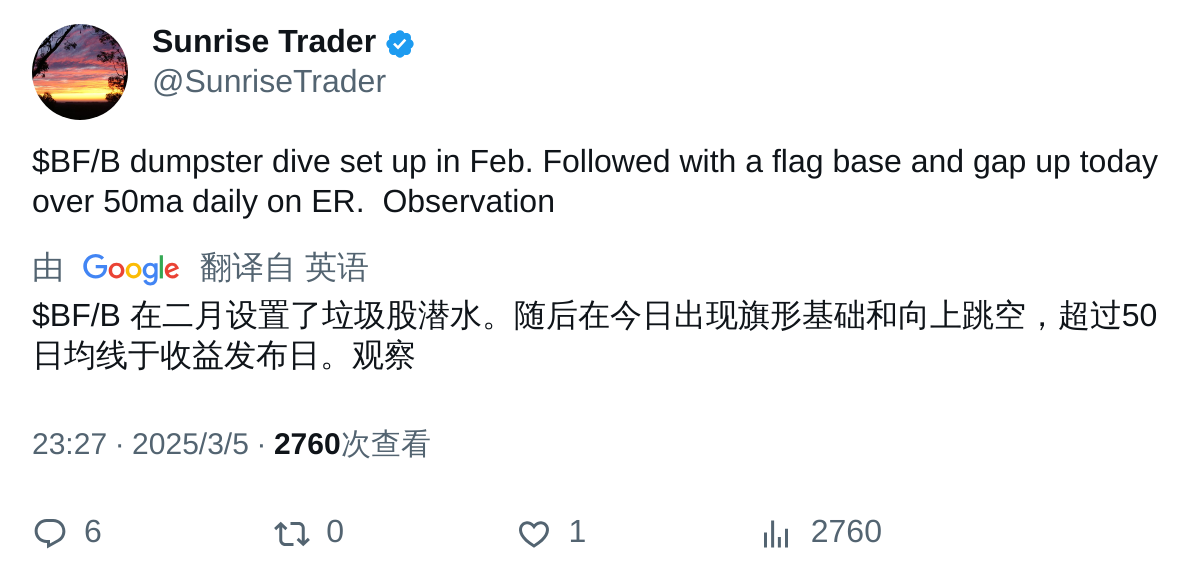 Sunrise Trader
@SunriseTrader
$BF/B dumpster dive set up in Feb. Followed with a flag base and gap up today
over 50ma daily on ER.  Observation
由 Google 翻译自 英语
$BF/B 在二月设置了垃圾股潜水。随后在今日出现旗形基础和向上跳空，超过50
日均线于收益发布日。观察
23:27 · 2025/3/5 · 2760次查看
6 0 1 2760